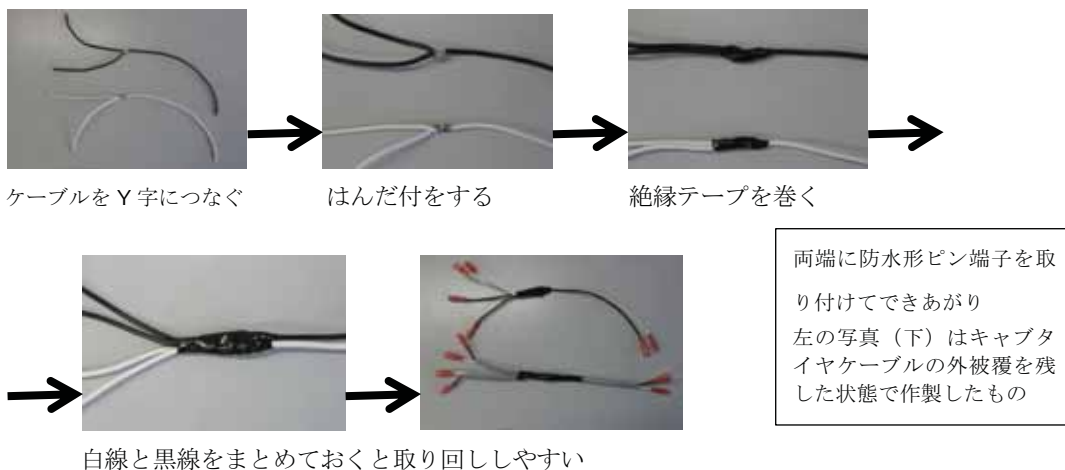 ケーブルを Y 字につなぐ
はんだ付をする
絶縁テープを巻く
両端に防水形ピン端子を取
り付けてできあがり
左の写真（下）はキャブタ
イヤケーブルの外被覆を残
した状態で作製したもの
白線と黒線をまとめておくと取り回ししやすい